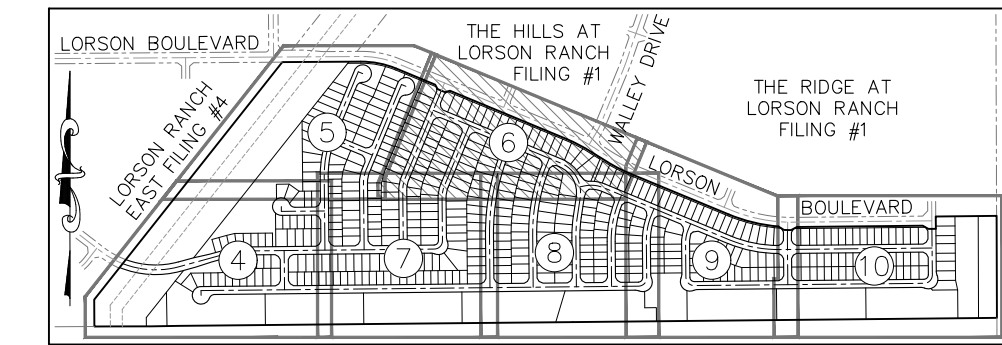 LORSON BOULEVARD
THE HILLS AT
LORSON RANCH
FILING #1
WALLEY DRIVE
THE RIDGE AT
LORSON RANCH
FILING #1
LORSON RANCH
EAST FILING #4
5
6
LORSON
BOULEVARD
4
7
8
9
10